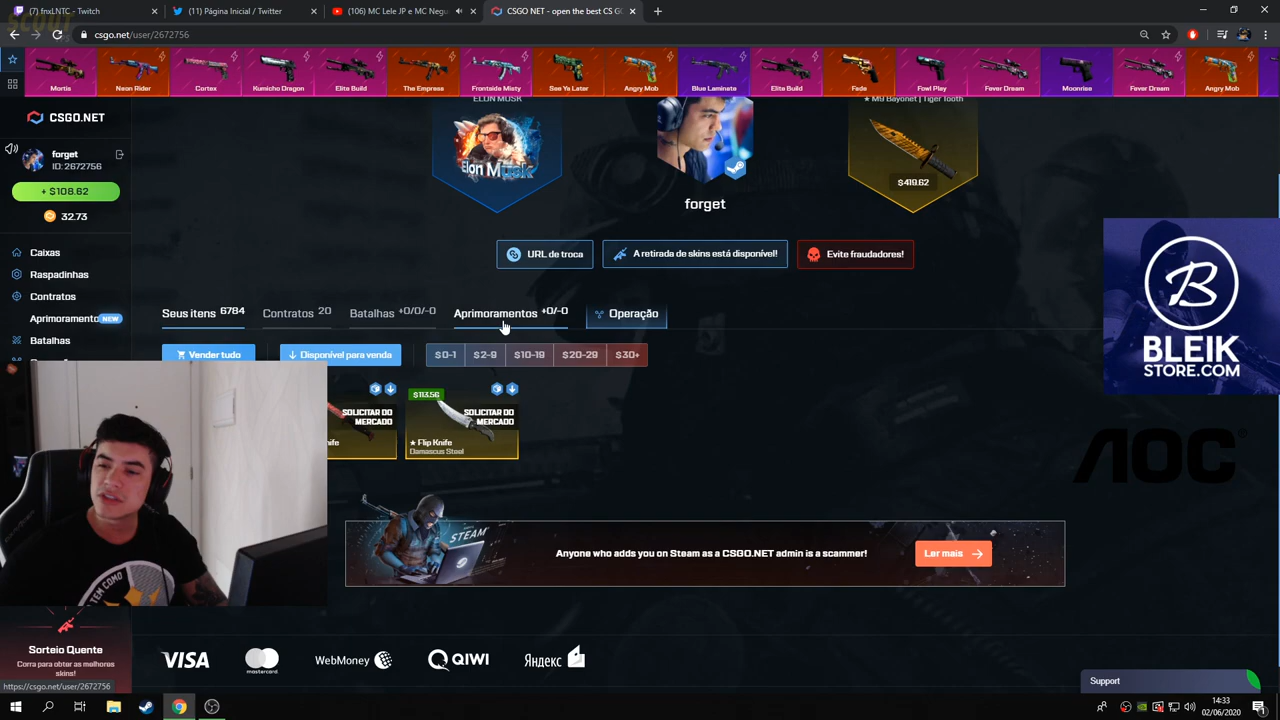 fnxLNTC - Twitch
(11) Página Inicial / Twitter
(106) MC Lele JP e MC Negu
CSGO.NET - The best CS GO
SCOUT
csgo.net/user/2672756
Mortis
Neon Rider
Cortex
Kumicho Dragon
Elite Build
The Empress
Frontside Misty
See Ya Later
Angry Mob
Blue Laminate
Elite Build
Fade
Fowl Play
Fever Dream
Moonrise
Fever Dream
Angry Mob
CSGO.NET
forget
ID: 2672756
+ $108.62
32.73
Caixas
Raspadinhas
Contratos
Aprimoramento NEW
Batalhas
ELON MUSK
Elon Musk
★ M9 Bayonet | Tiger Tooth
$419.62
forget
URL de troca
A retirada de skins está disponível!
Evite fraudadores!
Seus itens 6784
Contratos 20
Batalhas +0/0/-0
Aprimoramentos +0/-0
Operação
Vender tudo
Disponível para venda
$0-1
$2-9
$10-19
$20-29
$30+
SOLICITAR DO
MERCADO
$113.56
SOLICITAR DO
MERCADO
★ Flip Knife
Damascus Steel
BLEIK
STORE.COM
AOC
STEAM
Anyone who adds you on Steam as a CSGO.NET admin is a scammer!
Ler mais
TEM COMO
Sorteio Quente
Corra para obter as melhores
skins!
VISA
mastercard
WebMoney
QIWI
Яндекс
Support
https://csgo.net/user/2672756
14:33
02/06/2020